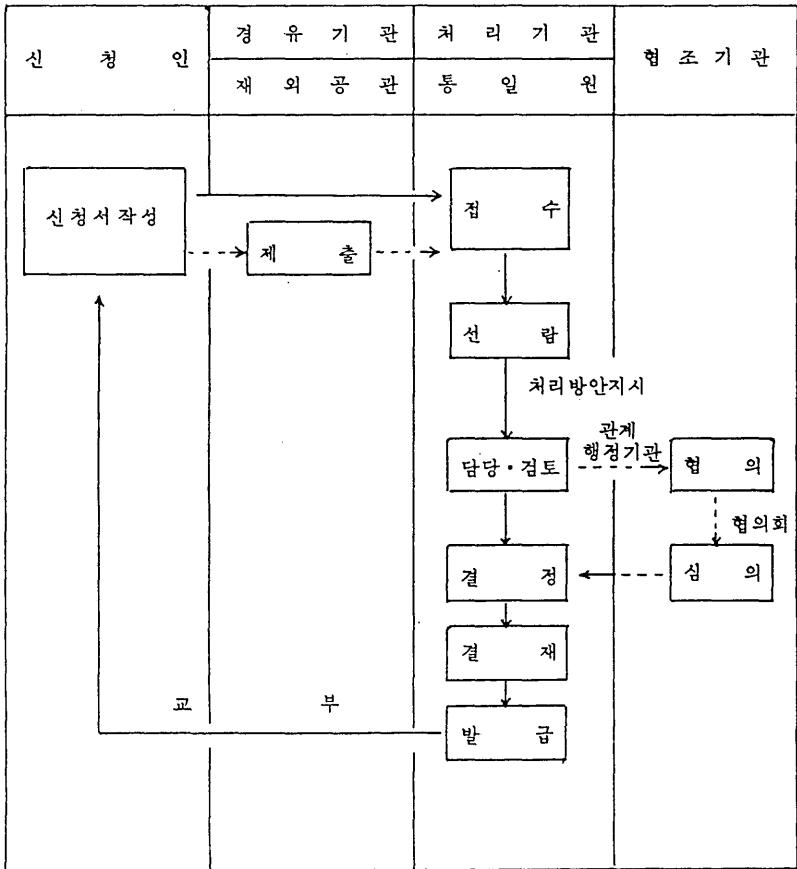 신 청 인
경 유 기 관
처 리 기 관
협 조 기 관
재 외 공 관
통 일 원
신청서작성
접 수
제 출
선 람
처리방안지시
관계
행정기관
담당·검토
협 의
협의회
결 정
심 의
결 재
교 부
발 급